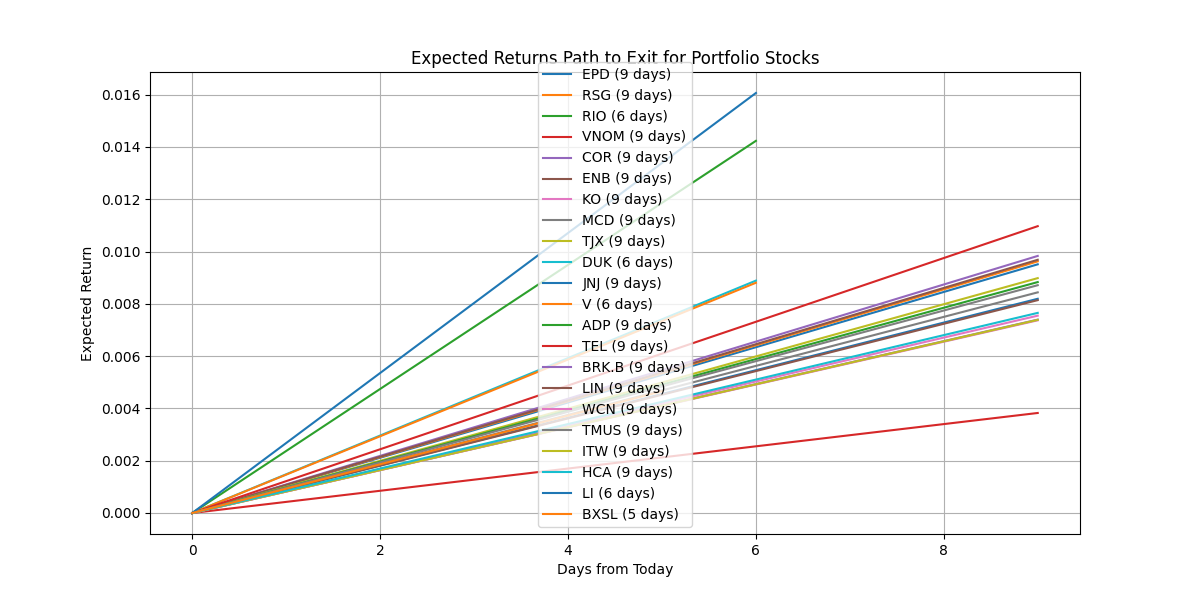 Expected Returns Path to Exit for Portfolio Stocks
EPD (9 days)
RSG (9 days)
RIO (6 days)
VNOM (9 days)
COR (9 days)
ENB (9 days)
KO (9 days)
MCD (9 days)
TJX (9 days)
DUK (6 days)
JNJ (9 days)
V (6 days)
ADP (9 days)
TEL (9 days)
BRK.B (9 days)
LIN (9 days)
WCN (9 days)
TMUS (9 days)
ITW (9 days)
HCA (9 days)
LI (6 days)
BXSL (5 days)
0.016
0.014
0.012
0.010
0.008
0.006
0.004
0.002
0.000
Expected Return
0 2 4 6 8
Days from Today